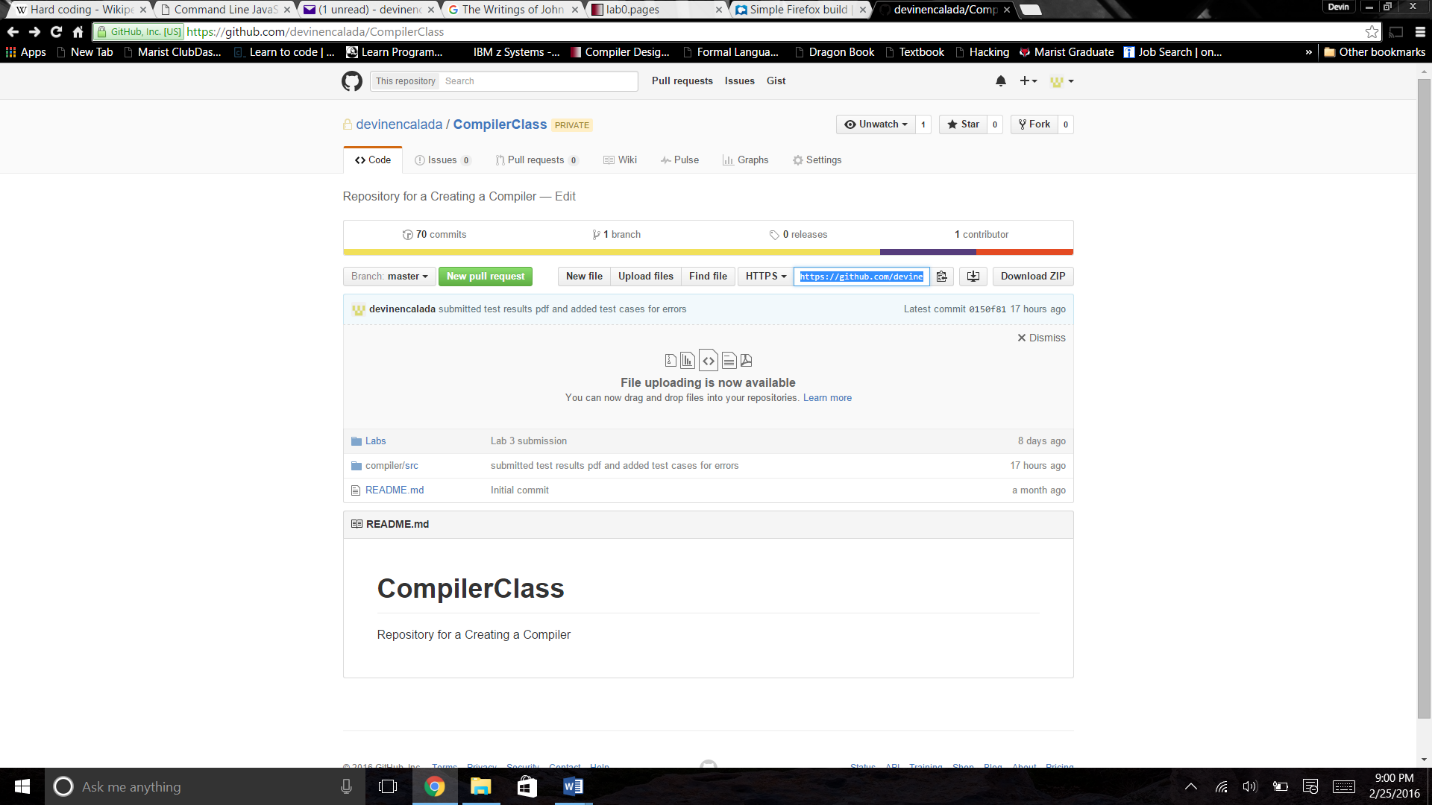 Hard coding - Wikipe
Command Line JavaS
(1 unread) - devinenc
The Writings of John
lab0.pages
Simple Firefox build
devinencalada/Comp
Devin
GitHub, Inc. [US] https://github.com/devinencalada/CompilerClass
Apps New Tab Marist ClubDas... Learn to code | ... Learn Program... IBM z Systems -... Compiler Desig... Formal Langua... Dragon Book Textbook Hacking Marist Graduate Job Search | on... » Other bookmarks
This repository Search Pull requests Issues Gist
devinencalada / CompilerClass PRIVATE
Unwatch 1 Star 0 Fork 0
Code Issues 0 Pull requests 0 Wiki Pulse Graphs Settings
Repository for a Creating a Compiler — Edit
70 commits 1 branch 0 releases 1 contributor
Branch: master New pull request New file Upload files Find file HTTPS https://github.com/devine Download ZIP
devinencalada submitted test results pdf and added test cases for errors Latest commit 0150f81 17 hours ago
Dismiss
File uploading is now available
You can now drag and drop files into your repositories. Learn more
Labs Lab 3 submission 8 days ago
compiler/src submitted test results pdf and added test cases for errors 17 hours ago
README.md Initial commit a month ago
README.md
CompilerClass
Repository for a Creating a Compiler
© 2016 GitHub, Inc. Terms Privacy Security Contact Help Status API Training Shop Blog About Pricing
Ask me anything
9:00 PM
2/25/2016